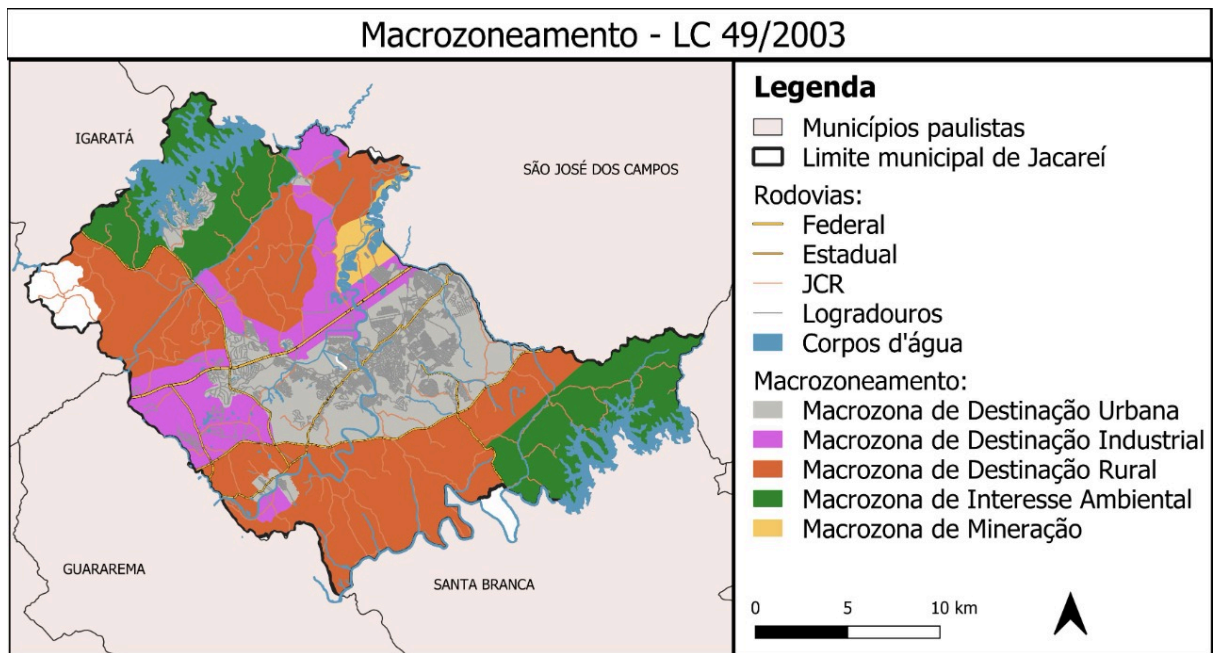 Macrozoneamento - LC 49/2003
IGARATÁ
SÃO JOSÉ DOS CAMPOS
GUARAREMA
SANTA BRANCA
Legenda
Municípios paulistas
Limite municipal de Jacareí
Rodovias:
Federal
Estadual
JCR
Logradouros
Corpos d'água
Macrozoneamento:
Macrozona de Destinação Urbana
Macrozona de Destinação Industrial
Macrozona de Destinação Rural
Macrozona de Interesse Ambiental
Macrozona de Mineração
0 5 10 km